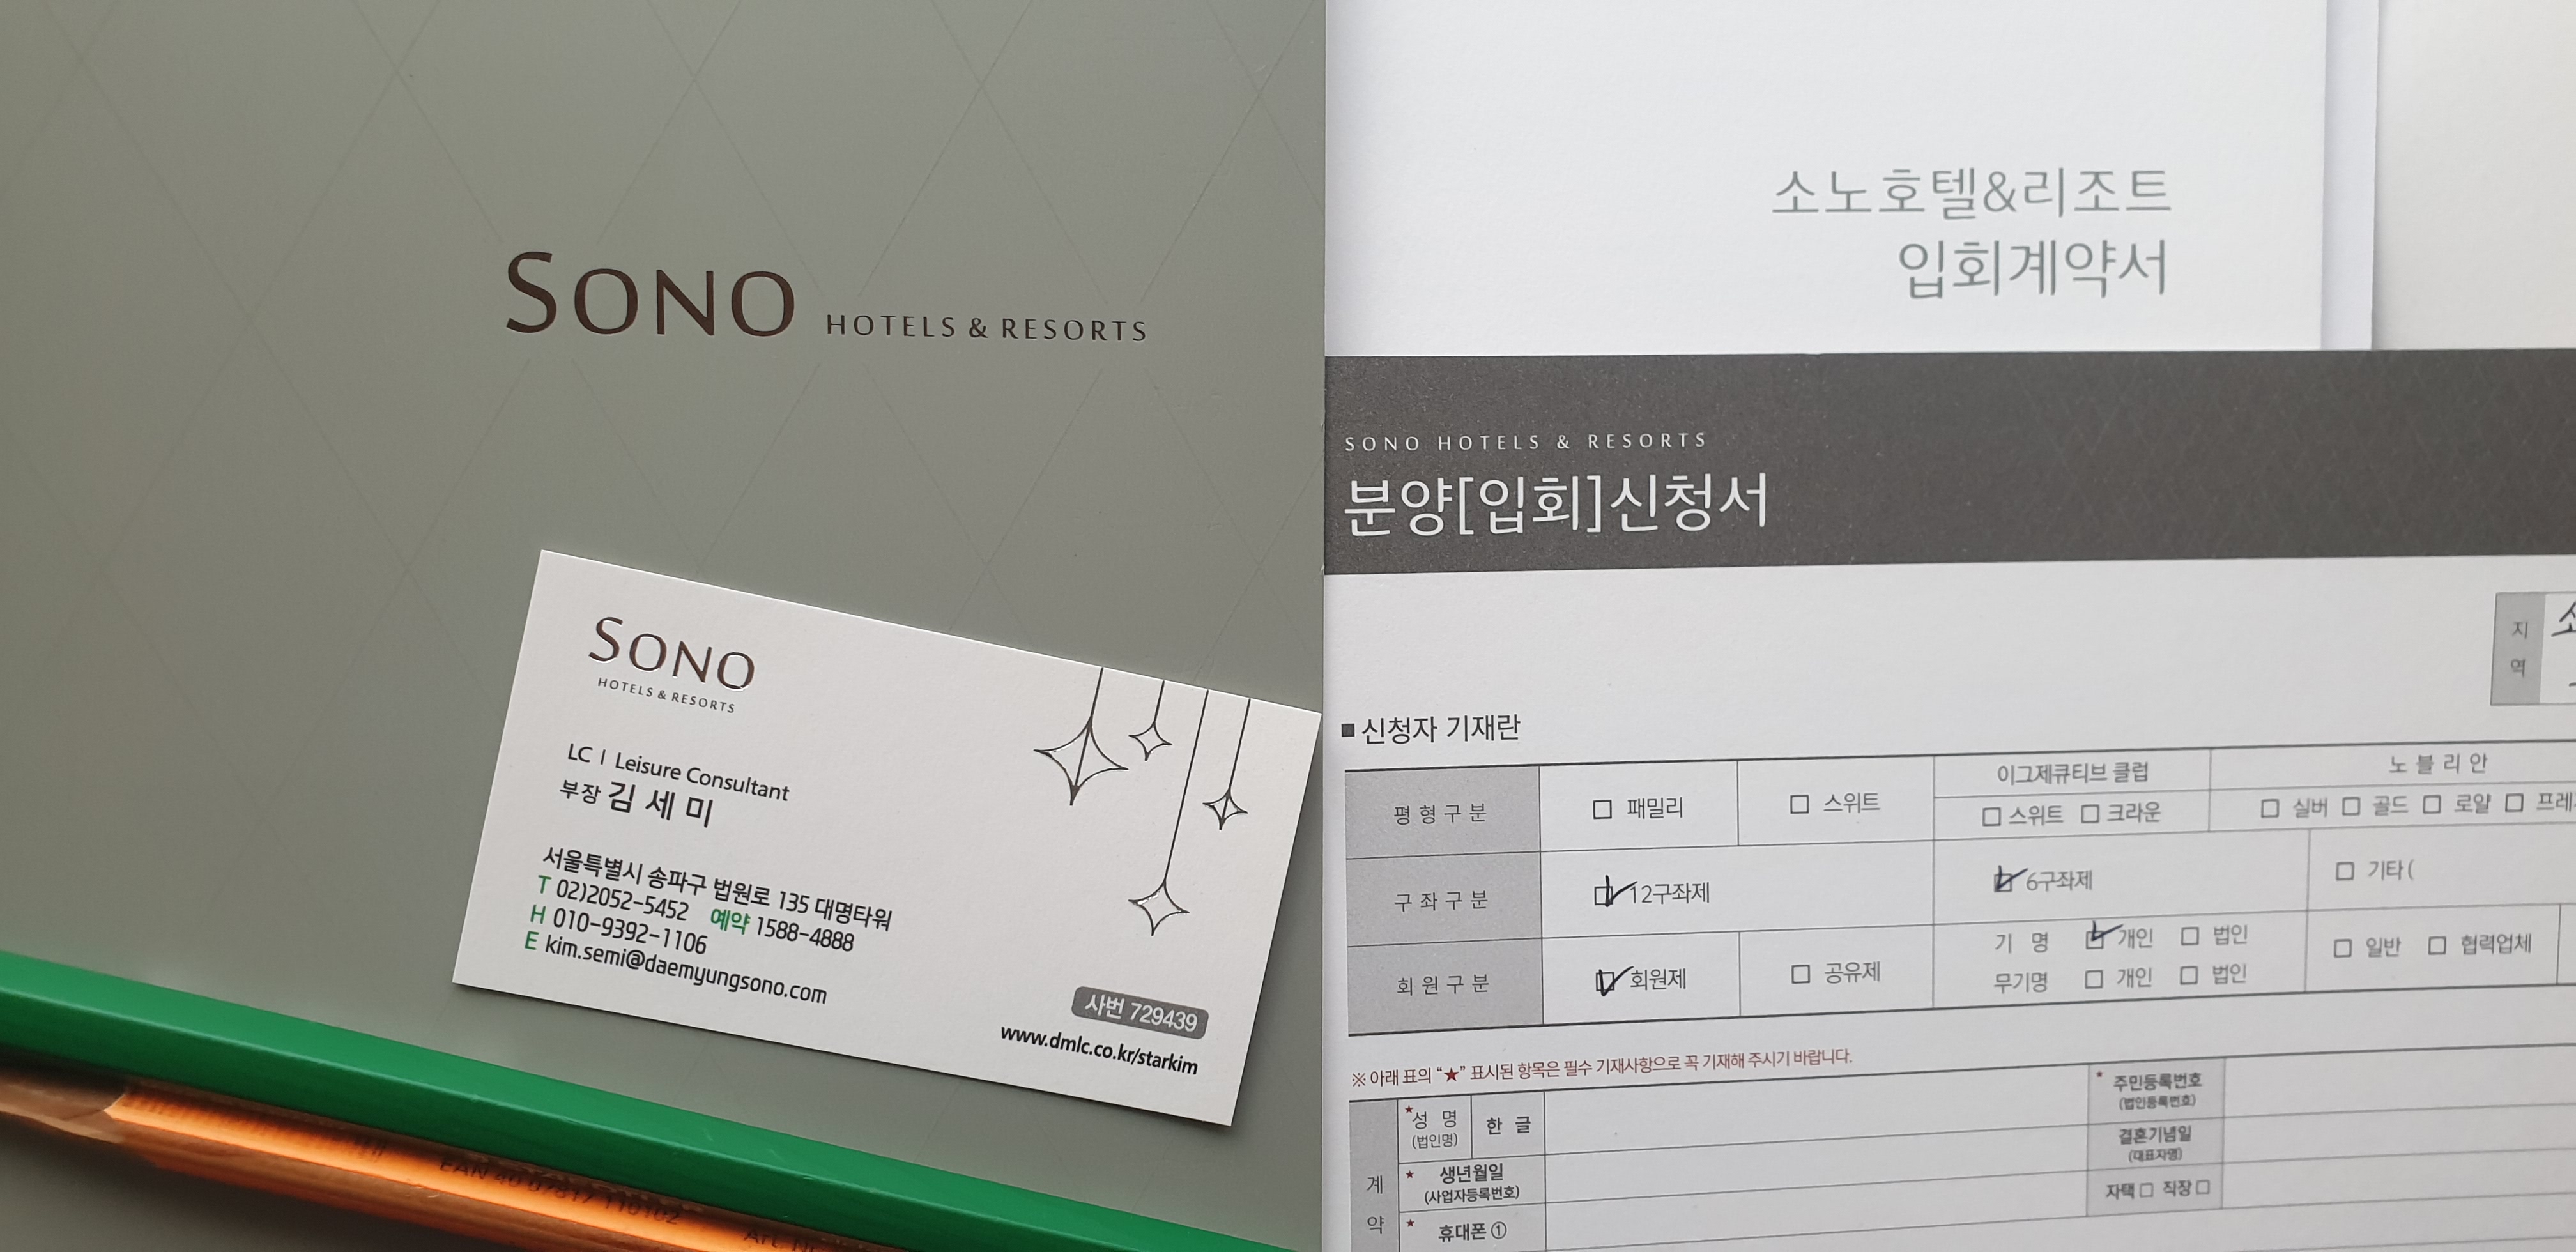 SONO HOTELS & RESORTS
SONO
HOTELS & RESORTS
LC | Leisure Consultant
부장 김 세 미
서울특별시 송파구 법원로 135 대명타워
T 02)2052-5452 예약 1588-4888
H 010-9392-1106
E kim.semi@daemyungsono.com
사번 729439
www.dmlc.co.kr/starkim
소노호텔&리조트
입회계약서
SONO HOTELS & RESORTS
분양[입회]신청서
지
역
■ 신청자 기재란
평 형 구 분 □ 패밀리 □ 스위트 이그제큐티브 클럽 노 블 리 안
□ 스위트 □ 크라운 □ 실버 □ 골드 □ 로얄 □ 프레
구 좌 구 분 ☑ 12구좌제 ☑ 6구좌제 □ 기타 (
회 원 구 분 ☑ 회원제 □ 공유제 기 명 ☑ 개인 □ 법인 □ 일반 □ 협력업체
무기명 □ 개인 □ 법인
※ 아래 표의 “★” 표시된 항목은 필수 기재사항으로 꼭 기재해 주시기 바랍니다.
계
약
★성 명
(법인명)
한 글
★ 주민등록번호
(법인등록번호)
★ 생년월일
(사업자등록번호)
결혼기념일
(대표자명)
★ 휴대폰 ①
자택 □ 직장 □